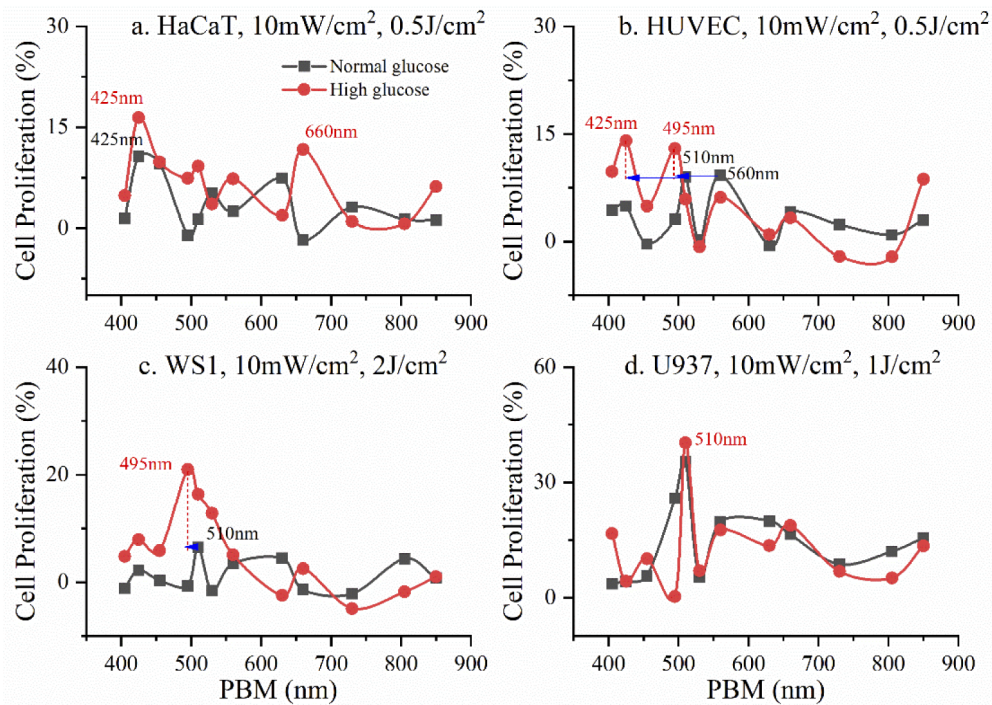 a. HaCaT, 10mW/cm², 0.5J/cm²
Normal glucose
High glucose
425nm
425nm
660nm
Cell Proliferation (%)
30
15
0
400 500 600 700 800 900
b. HUVEC, 10mW/cm², 0.5J/cm²
425nm
495nm
510nm
560nm
Cell Proliferation (%)
30
15
0
400 500 600 700 800 900
c. WS1, 10mW/cm², 2J/cm²
495nm
510nm
Cell Proliferation (%)
40
20
0
400 500 600 700 800 900
PBM (nm)
d. U937, 10mW/cm², 1J/cm²
510nm
Cell Proliferation (%)
60
30
0
400 500 600 700 800 900
PBM (nm)